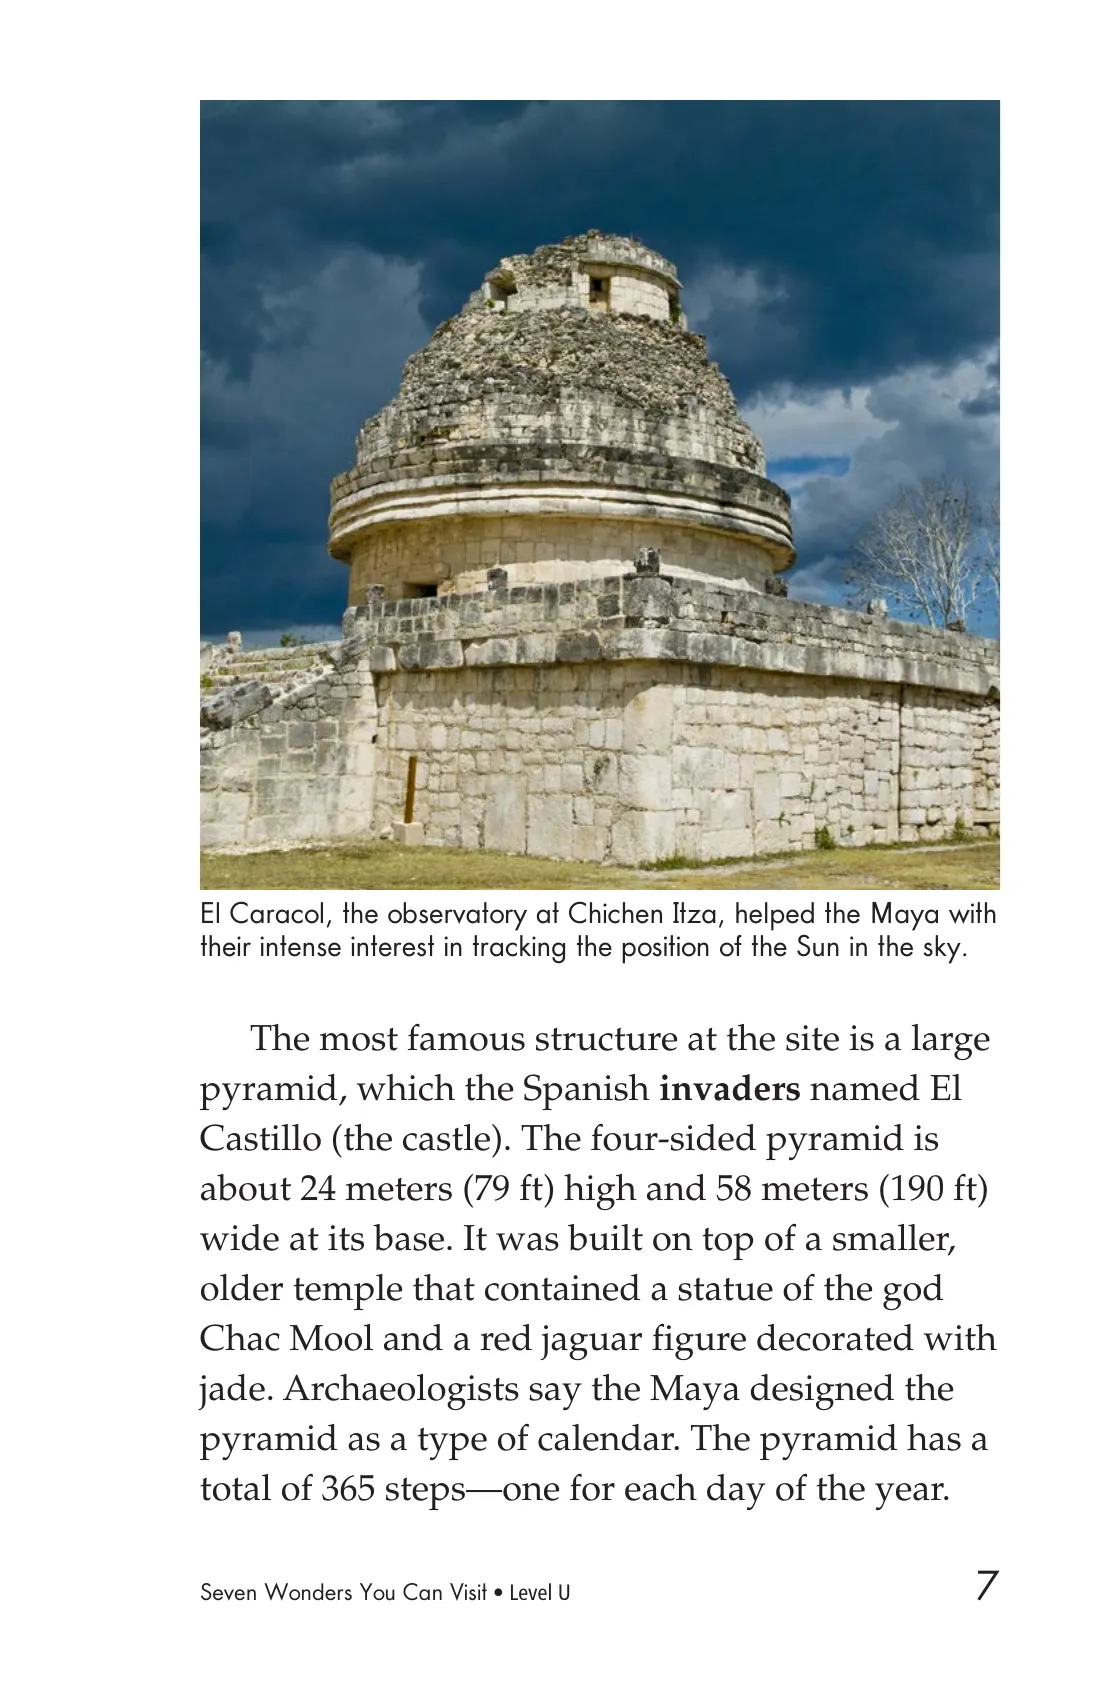 El Caracol, the observatory at Chichen Itza, helped the Maya with
their intense interest in tracking the position of the Sun in the sky.
The most famous structure at the site is a large
pyramid, which the Spanish invaders named El
Castillo (the castle). The four-sided pyramid is
about 24 meters (79 ft) high and 58 meters (190 ft)
wide at its base. It was built on top of a smaller,
older temple that contained a statue of the god
Chac Mool and a red jaguar figure decorated with
jade. Archaeologists say the Maya designed the
pyramid as a type of calendar. The pyramid has a
total of 365 steps—one for each day of the year.
Seven Wonders You Can Visit • Level U 7